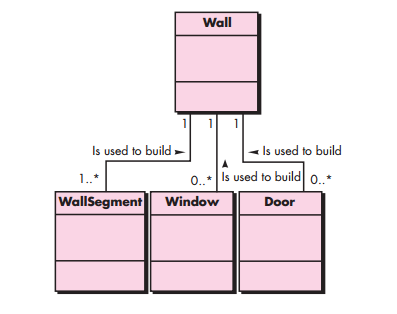 Wall
1 1 1
Is used to build ► ◄ Is used to build
▲
1..* 0..* Is used to build 0..*
WallSegment Window Door